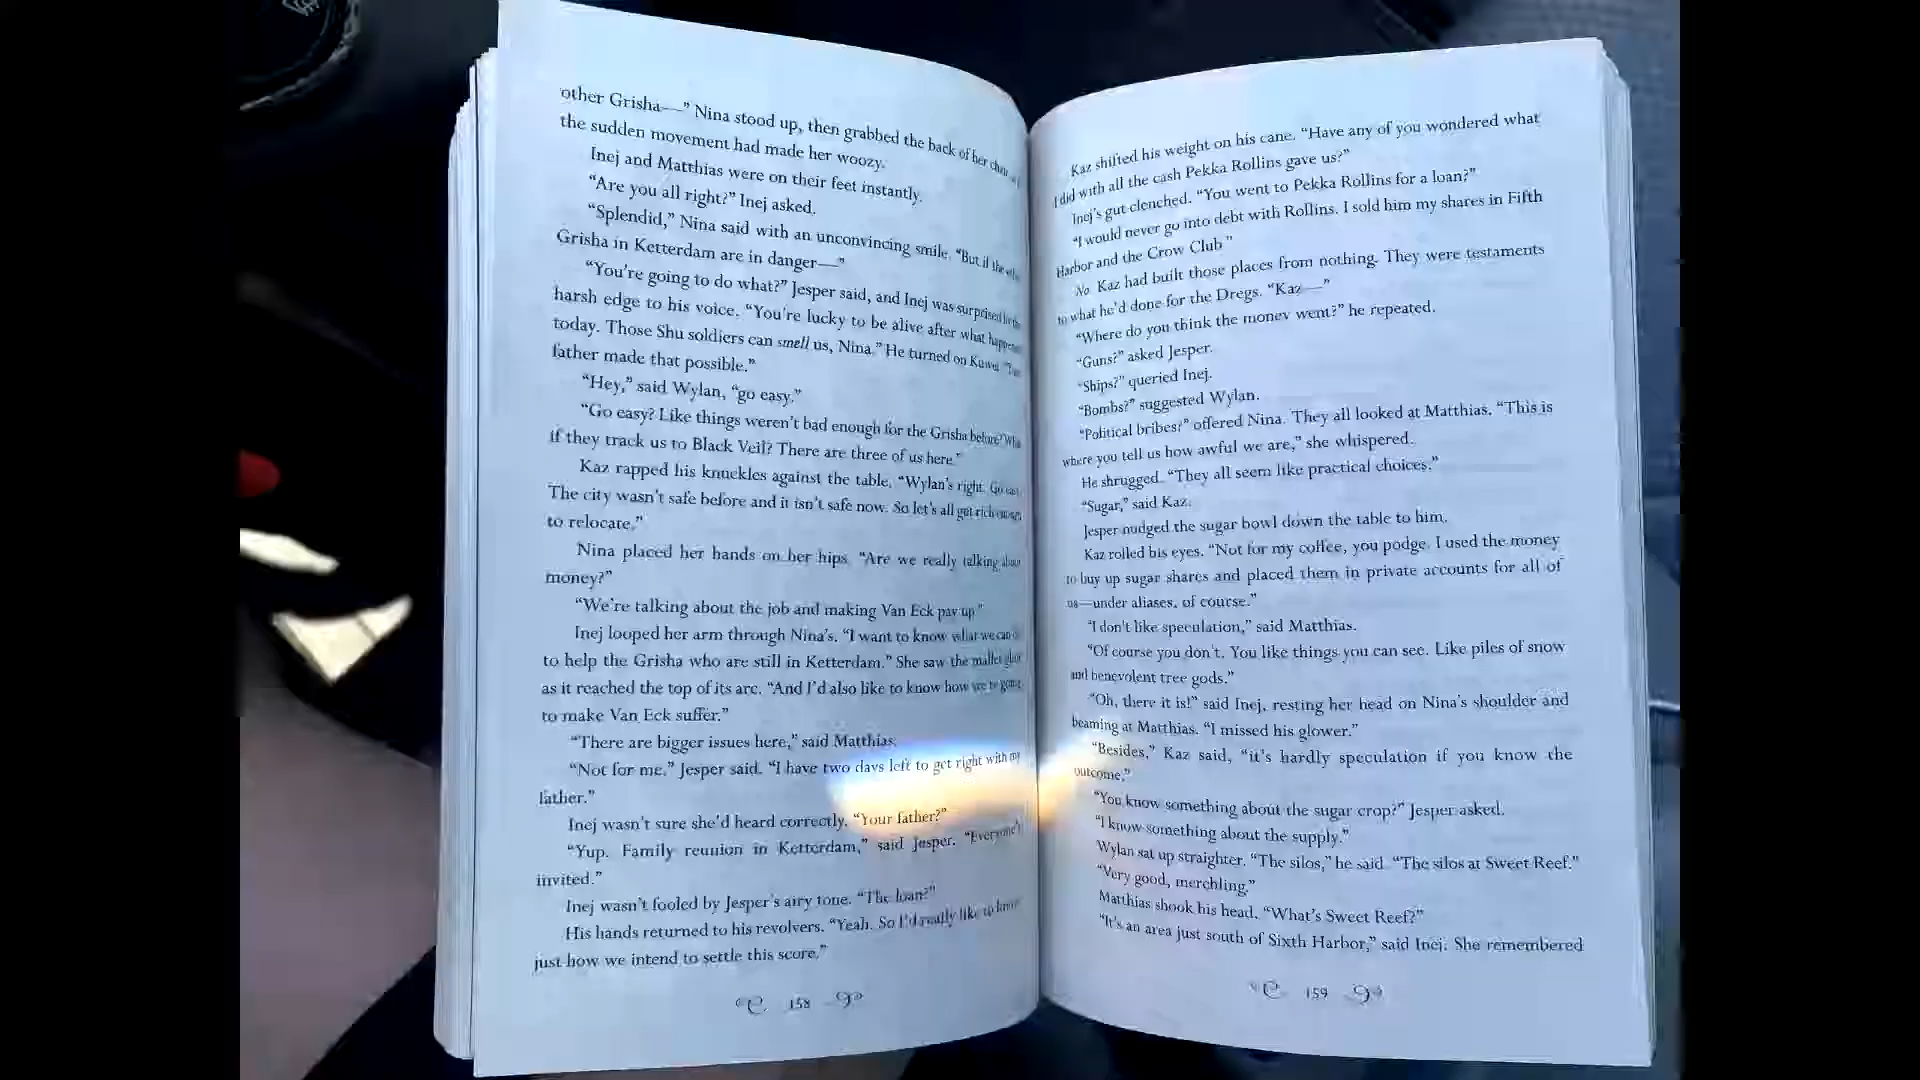 other Grisha—” Nina stood up, then grabbed the back of her
the sudden movement had made her woozy.
Inej and Matthias were on their feet instantly.
“Are you all right?” Inej asked.
“Splendid,” Nina said with an unconvincing smile. “But if the
Grisha in Ketterdam are in danger—”
“You’re going to do what?” Jesper said, and Inej was surprised
harsh edge to his voice. “You’re lucky to be alive after what
today. Those Shu soldiers can smell us, Nina.” He turned on Kuwei.
father made that possible.”
“Hey,” said Wylan, “go easy.”
“Go easy? Like things weren’t bad enough for the Grisha before?
if they track us to Black Veil? There are three of us here.”
Kaz rapped his knuckles against the table. “Wylan’s right. Go
The city wasn’t safe before and it isn’t safe now. So let’s all get rich
to relocate.”
Nina placed her hands on her hips. “Are we really talking about
money?”
“We’re talking about the job and making Van Eck pay up.”
Inej looped her arm through Nina’s. “I want to know what we can
to help the Grisha who are still in Ketterdam.” She saw the mallet
as it reached the top of its arc. “And I’d also like to know how we’re going
to make Van Eck suffer.”
“There are bigger issues here,” said Matthias.
“Not for me,” Jesper said. “I have two days left to get right with my
father.”
Inej wasn’t sure she’d heard correctly. “Your father?”
“Yup. Family reunion in Ketterdam,” said Jesper. “Everyone’s
invited.”
Inej wasn’t fooled by Jesper’s airy tone. “The loan?”
His hands returned to his revolvers. “Yeah. So I’d really like to know
just how we intend to settle this score.”
158
Kaz shifted his weight on his cane. “Have any of you wondered what
I did with all the cash Pekka Rollins gave us?”
Inej’s gut clenched. “You went to Pekka Rollins for a loan?”
“I would never go into debt with Rollins. I sold him my shares in Fifth
Harbor and the Crow Club.”
No. Kaz had built those places from nothing. They were testaments
to what he’d done for the Dregs. “Kaz—”
“Where do you think the money went?” he repeated.
“Guns?” asked Jesper.
“Ships?” queried Inej.
“Bombs?” suggested Wylan.
“Political bribes?” offered Nina. They all looked at Matthias. “This is
where you tell us how awful we are,” she whispered.
He shrugged. “They all seem like practical choices.”
“Sugar,” said Kaz.
Jesper nudged the sugar bowl down the table to him.
Kaz rolled his eyes. “Not for my coffee, you podge. I used the money
to buy up sugar shares and placed them in private accounts for all of
us—under aliases, of course.”
“I don’t like speculation,” said Matthias.
“Of course you don’t. You like things you can see. Like piles of snow
and benevolent tree gods.”
“Oh, there it is!” said Inej, resting her head on Nina’s shoulder and
beaming at Matthias. “I missed his glower.”
“Besides,” Kaz said, “it’s hardly speculation if you know the
outcome.”
“You know something about the sugar crop?” Jesper asked.
“I know something about the supply.”
Wylan sat up straighter. “The silos,” he said. “The silos at Sweet Reef.”
“Very good, merchling.”
Matthias shook his head. “What’s Sweet Reef?”
“It’s an area just south of Sixth Harbor,” said Inej. She remembered
159